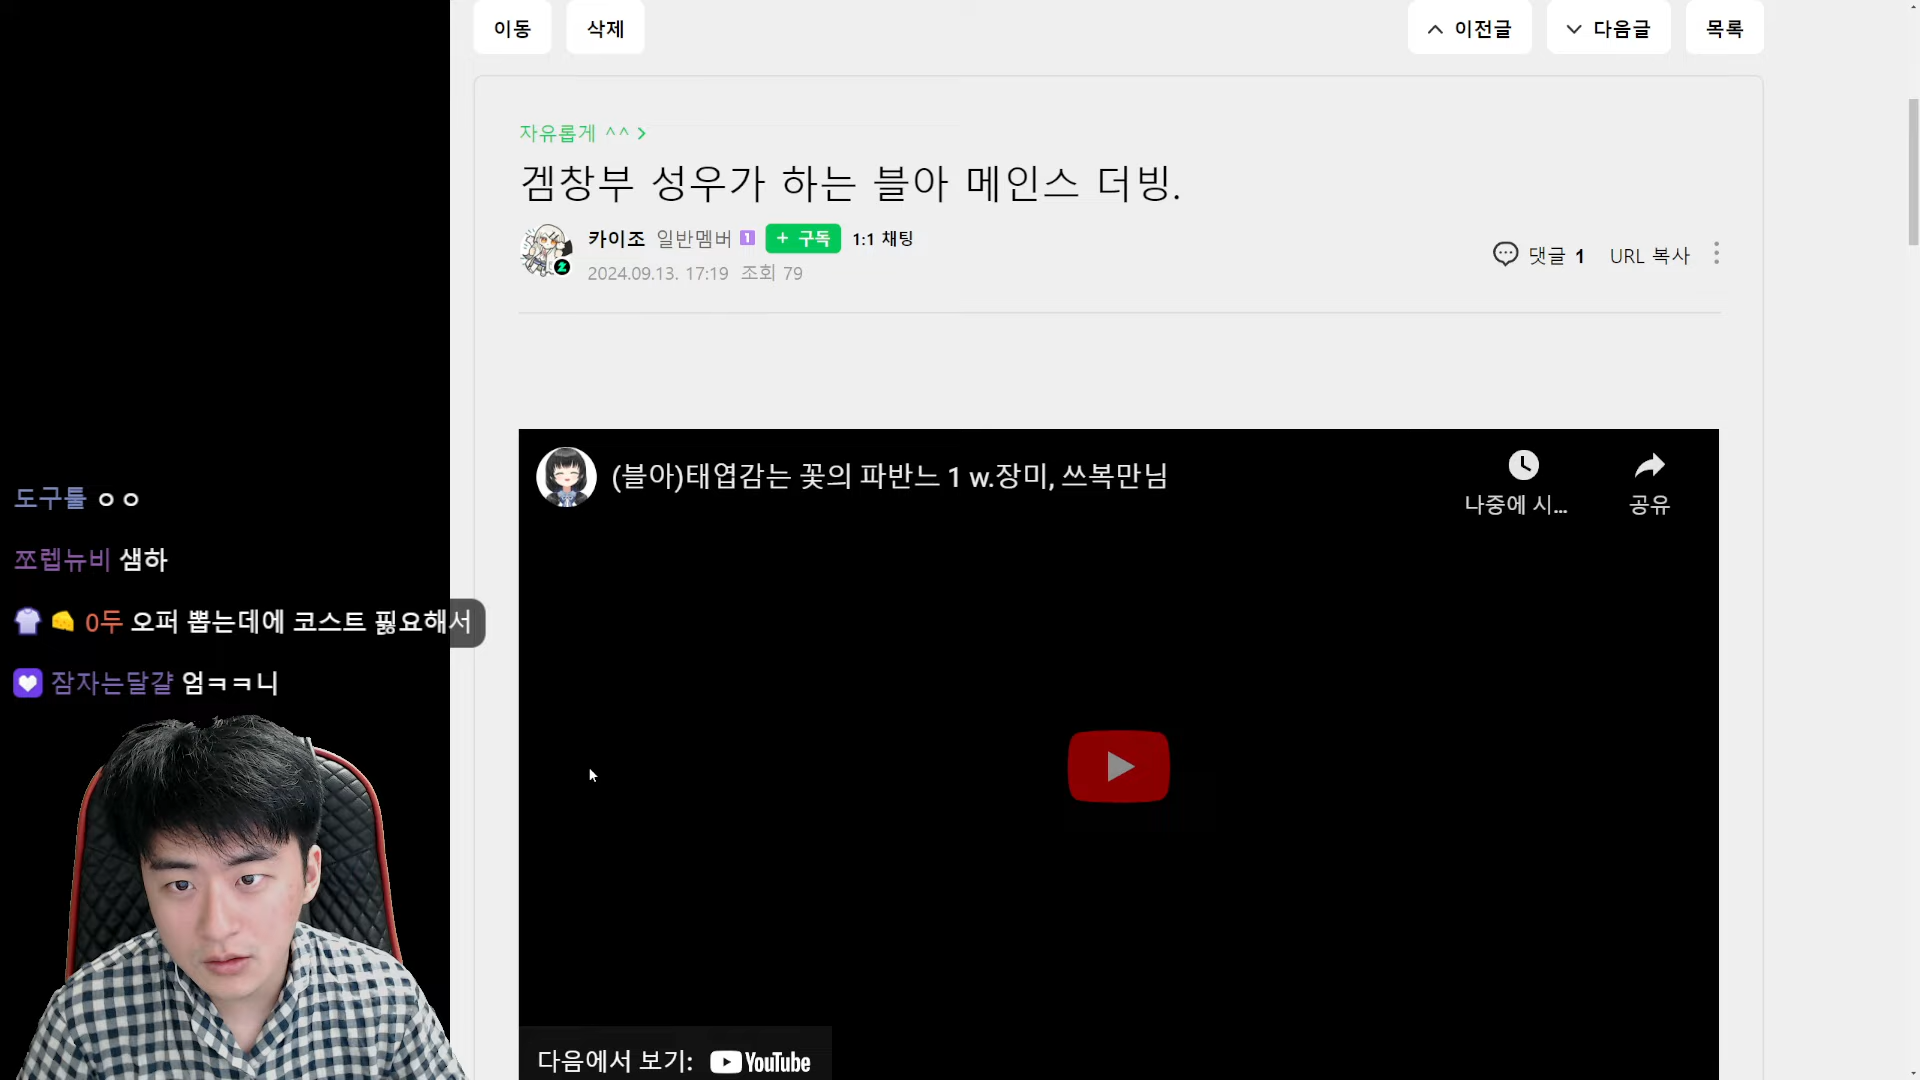 이동
삭제
이전글
다음글
목록
자유롭게 ^^ >
겜창부 성우가 하는 블아 메인스 더빙.
카이조 일반멤버 1 + 구독 1:1 채팅
2024.09.13. 17:19 조회 79
댓글 1 URL 복사
(블아)태엽감는 꽃의 파반느 1 w.장미, 쓰복만님
나중에 시...
공유
도구툴 ㅇㅇ
쪼렙뉴비 샘하
0두 오퍼 뽑는데에 코스트 픪요해서
잠자는달걀 엄ㅋㅋ니
다음에서 보기: YouTube